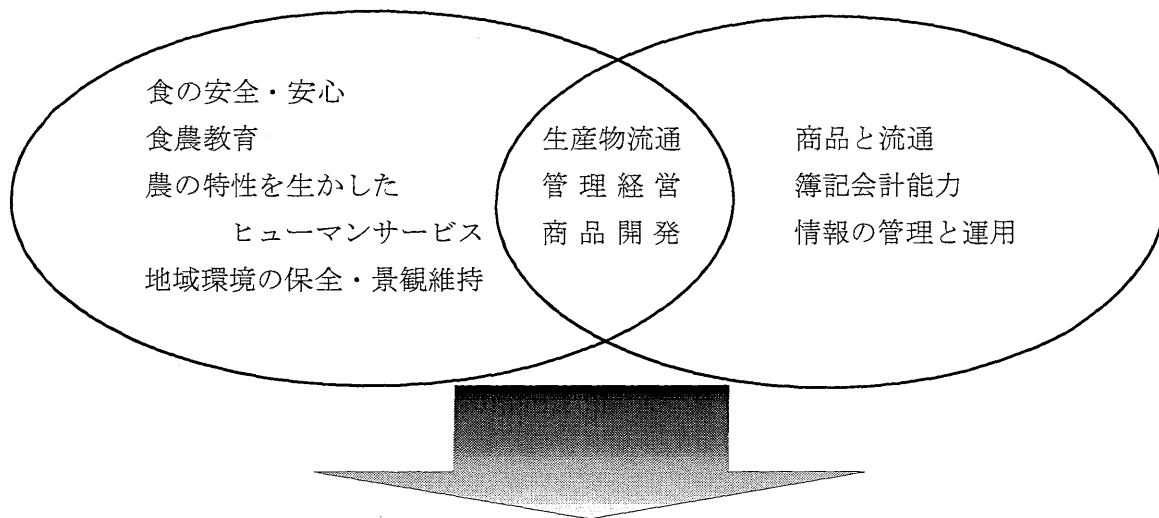 食の安全・安心
食農教育
農の特性を生かした
ヒューマンサービス
地域環境の保全・景観維持
生産物流通
管理経営
商品開発
商品と流通
簿記会計能力
情報の管理と運用